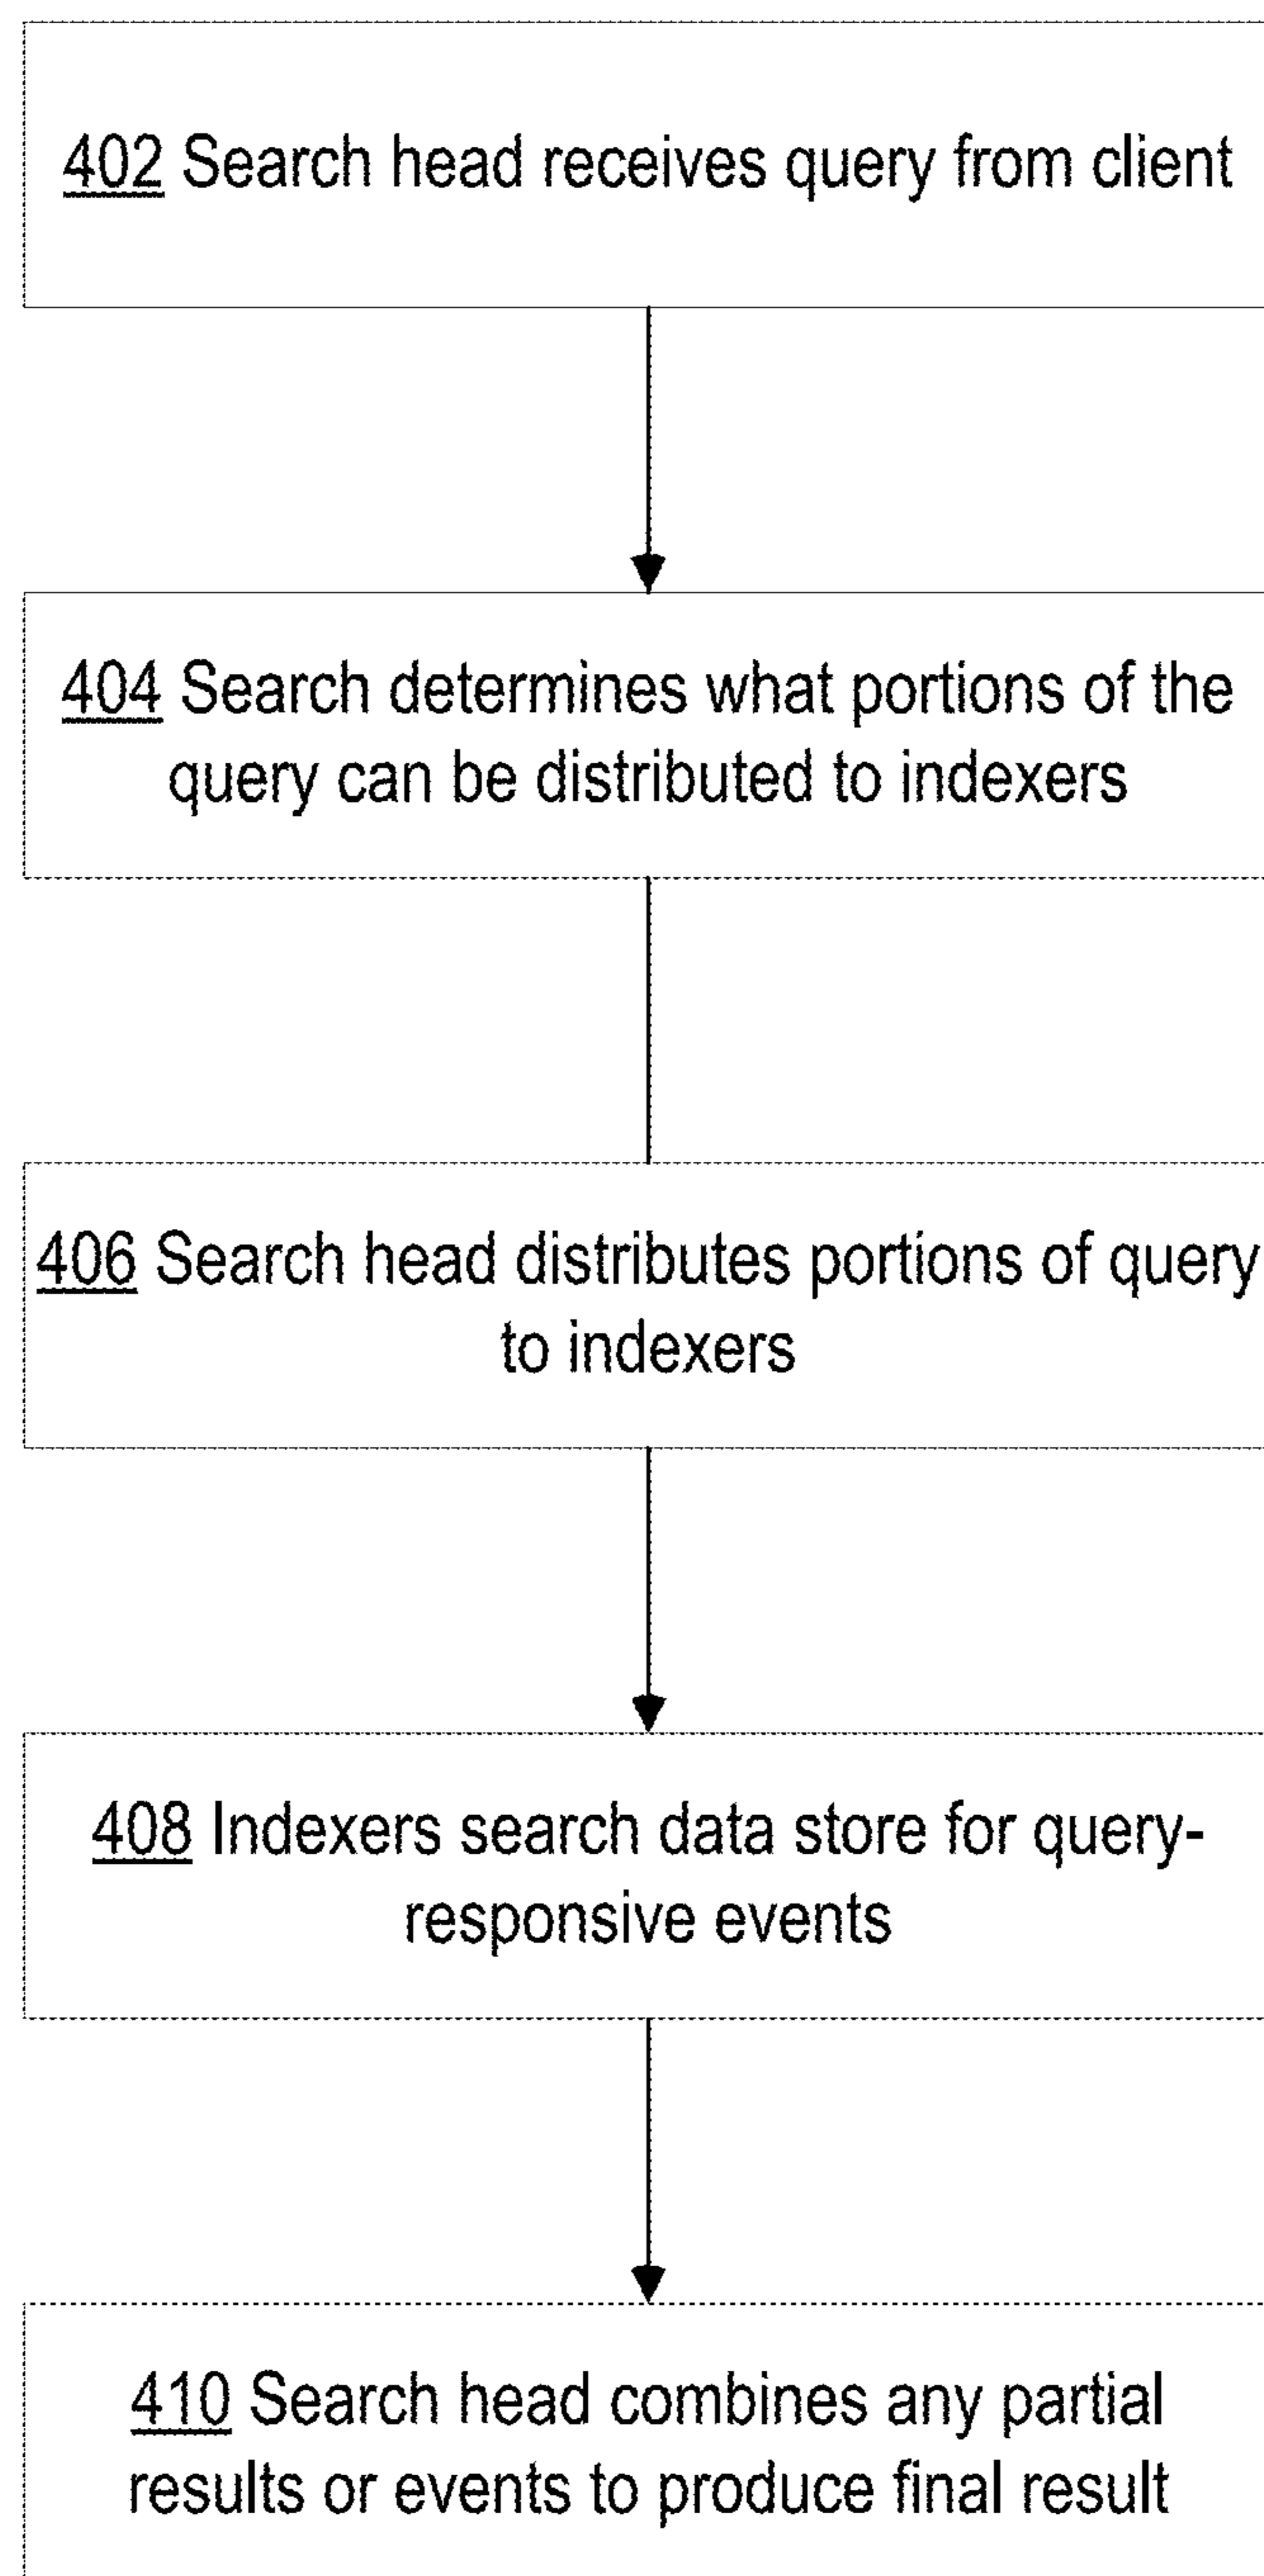 402 Search head receives query from client
404 Search determines what portions of the
query can be distributed to indexers
406 Search head distributes portions of query
to indexers
408 Indexers search data store for query-
responsive events
410 Search head combines any partial
results or events to produce final result